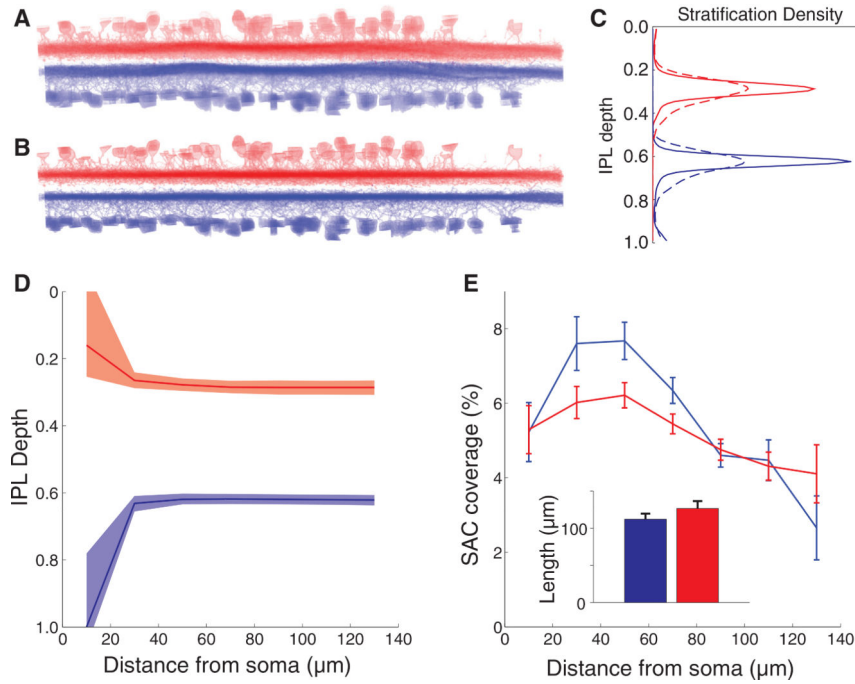 A
B
C
Stratification Density
IPL depth
0.0
0.2
0.4
0.6
0.8
1.0
D
IPL Depth
0
0.2
0.4
0.6
0.8
1.0
0 20 40 60 80 100 120 140
Distance from soma (µm)
E
SAC coverage (%)
8
6
4
2
0
Length (µm)
100
0
0 20 40 60 80 100 120 140
Distance from soma (µm)